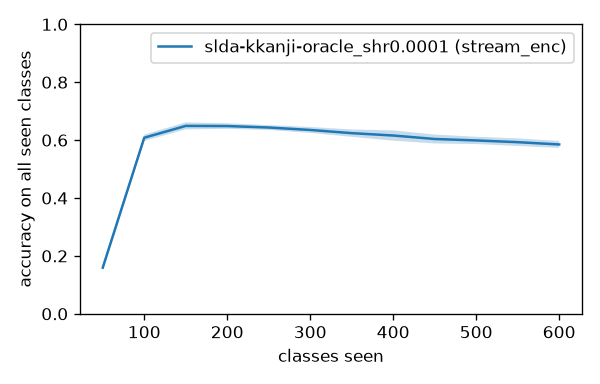 1.0
0.8
0.6
0.4
0.2
0.0
accuracy on all seen classes
slda-kkanji-oracle_shr0.0001 (stream_enc)
100 200 300 400 500 600
classes seen